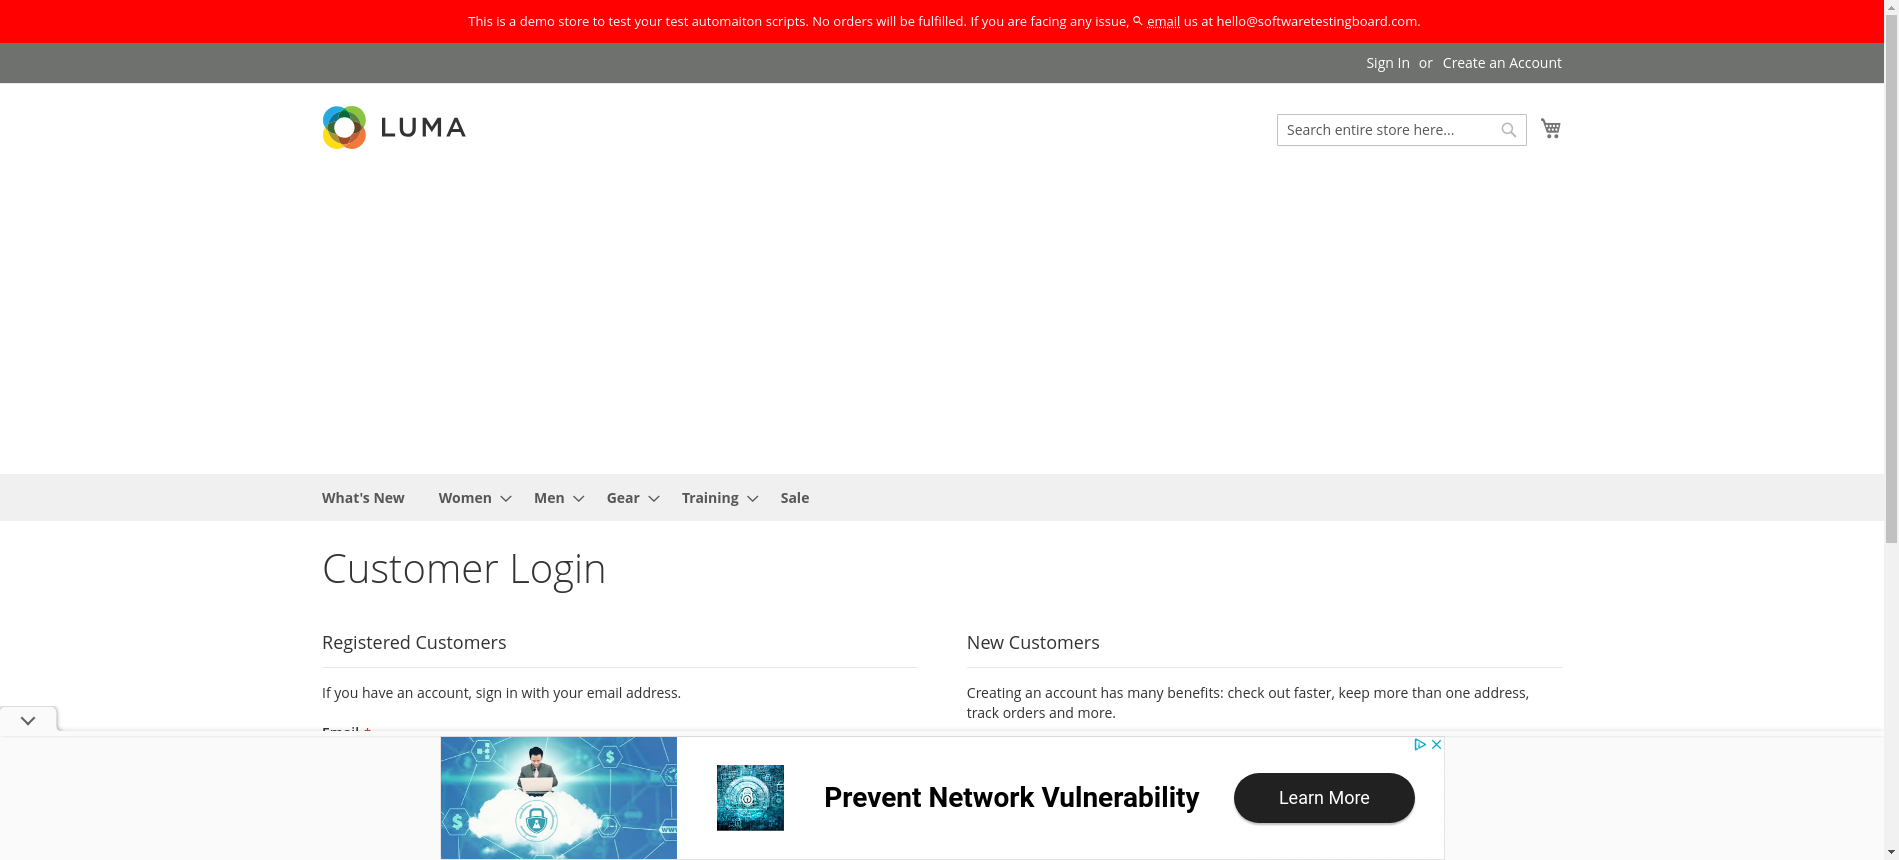 This is a demo store to test your test automaiton scripts. No orders will be fulfilled. If you are facing any issue, email us at hello@softwaretestingboard.com.
Sign In or Create an Account
LUMA
Search entire store here...
What's New Women Men Gear Training Sale
Customer Login
Registered Customers
If you have an account, sign in with your email address.
Email *
New Customers
Creating an account has many benefits: check out faster, keep more than one address,
track orders and more.
Prevent Network Vulnerability
Learn More